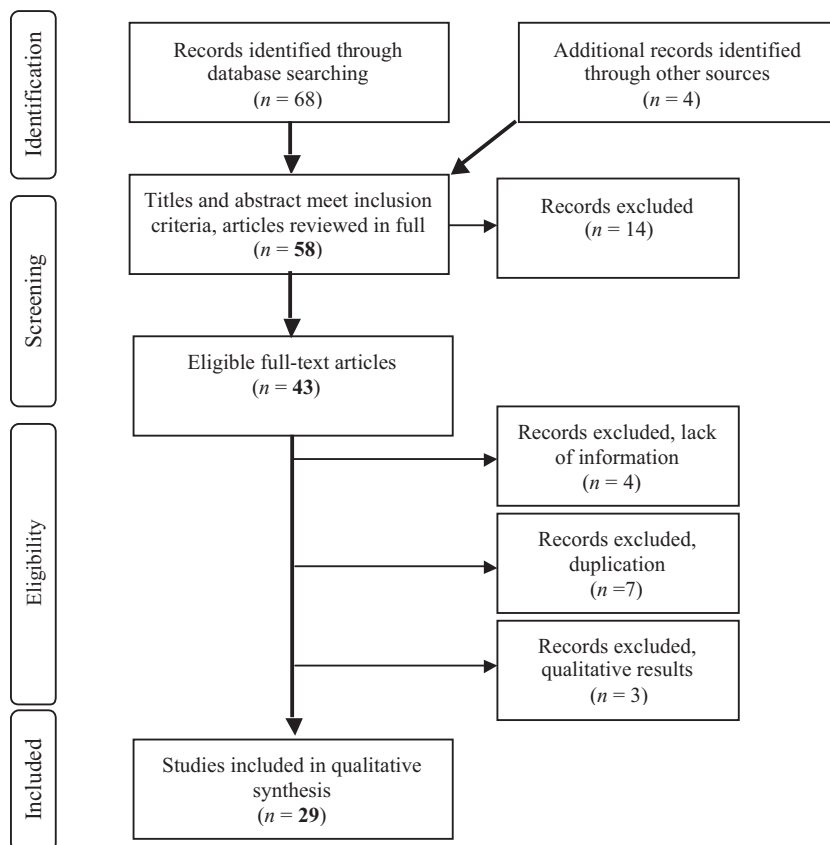 Identification
Records identified through
database searching
(n = 68)
Additional records identified
through other sources
(n = 4)
Screening
Titles and abstract meet inclusion
criteria, articles reviewed in full
(n = 58)
Records excluded
(n = 14)
Eligible full-text articles
(n = 43)
Eligibility
Records excluded, lack
of information
(n = 4)
Records excluded,
duplication
(n =7)
Records excluded,
qualitative results
(n = 3)
Included
Studies included in qualitative
synthesis
(n = 29)